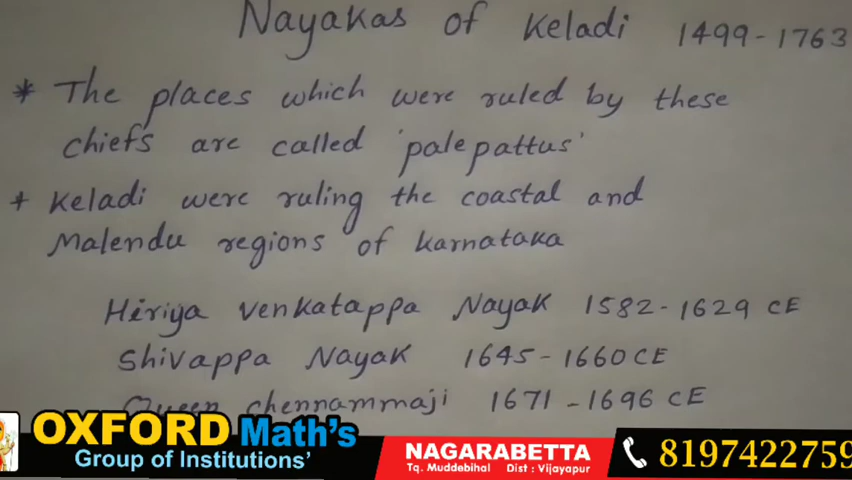 Nayakas of Keladi 1499-1763
* The places which were ruled by these
chiefs are called 'palepattus'
* Keladi were ruling the coastal and
Malendu regions of Karnataka
Hiriya Venkatappa Nayak 1582-1629 CE
Shivappa Nayak 1645-1660 CE
Queen chennammaji 1671-1696 CE
OXFORD Math's
Group of Institutions'
NAGARABETTA
Tq. Muddebihal Dist : Vijayapur
8197422759